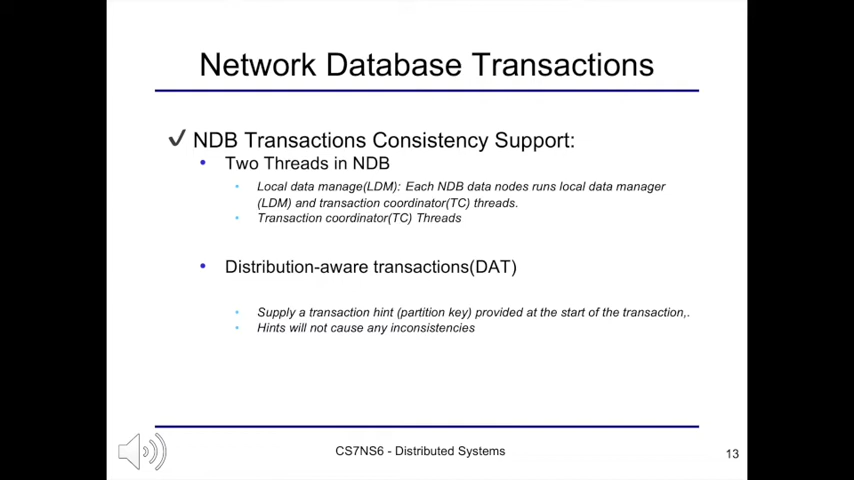 Network Database Transactions
✓ NDB Transactions Consistency Support:
• Two Threads in NDB
• Local data manage(LDM): Each NDB data nodes runs local data manager
(LDM) and transaction coordinator(TC) threads.
• Transaction coordinator(TC) Threads
• Distribution-aware transactions(DAT)
• Supply a transaction hint (partition key) provided at the start of the transaction,.
• Hints will not cause any inconsistencies
CS7NS6 - Distributed Systems
13